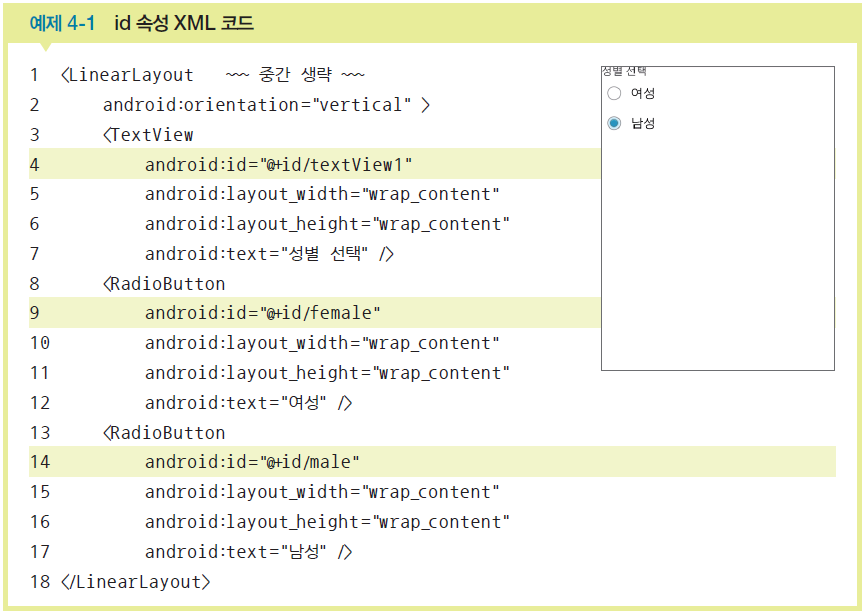 예제 4-1 id 속성 XML 코드
1 <LinearLayout ~~~ 중간 생략 ~~~
2 android:orientation="vertical" >
3 <TextView
4 android:id="@+id/textView1"
5 android:layout_width="wrap_content"
6 android:layout_height="wrap_content"
7 android:text="성별 선택" />
8 <RadioButton
9 android:id="@+id/female"
10 android:layout_width="wrap_content"
11 android:layout_height="wrap_content"
12 android:text="여성" />
13 <RadioButton
14 android:id="@+id/male"
15 android:layout_width="wrap_content"
16 android:layout_height="wrap_content"
17 android:text="남성" />
18 </LinearLayout>
성별 선택
여성
남성